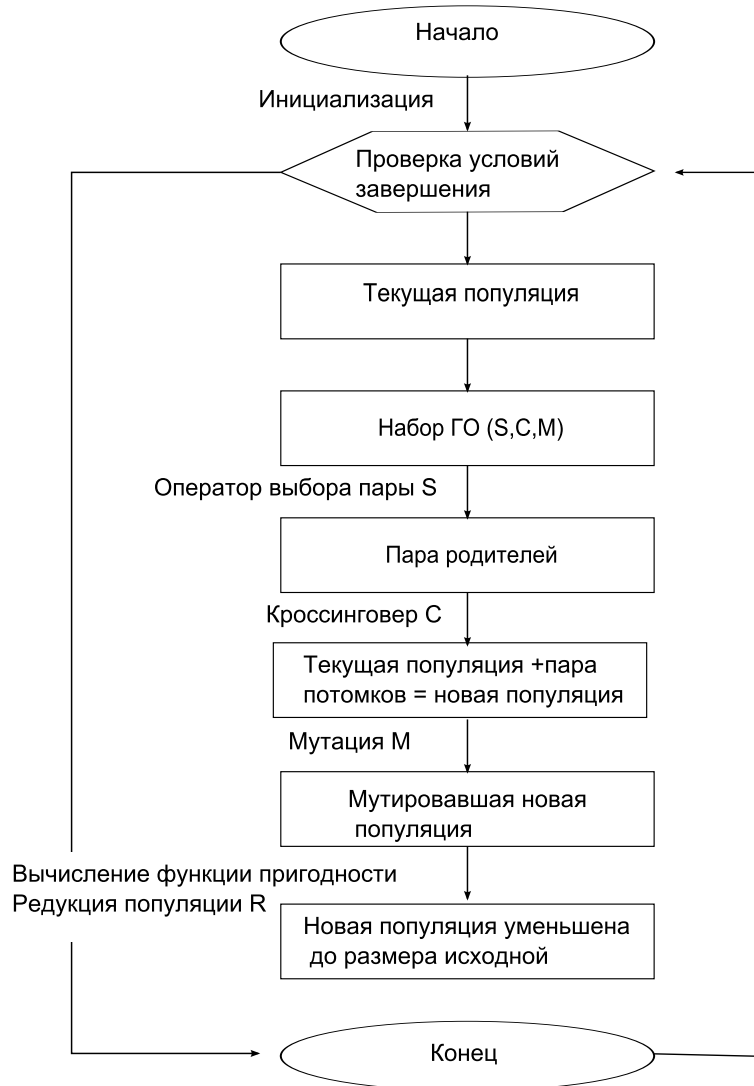 Начало
Инициализация
Проверка условий
завершения
Текущая популяция
Набор ГО (S,C,M)
Оператор выбора пары S
Пара родителей
Кроссинговер C
Текущая популяция +пара
потомков = новая популяция
Мутация M
Мутировавшая новая
популяция
Вычисление функции пригодности
Редукция популяции R
Новая популяция уменьшена
до размера исходной
Конец